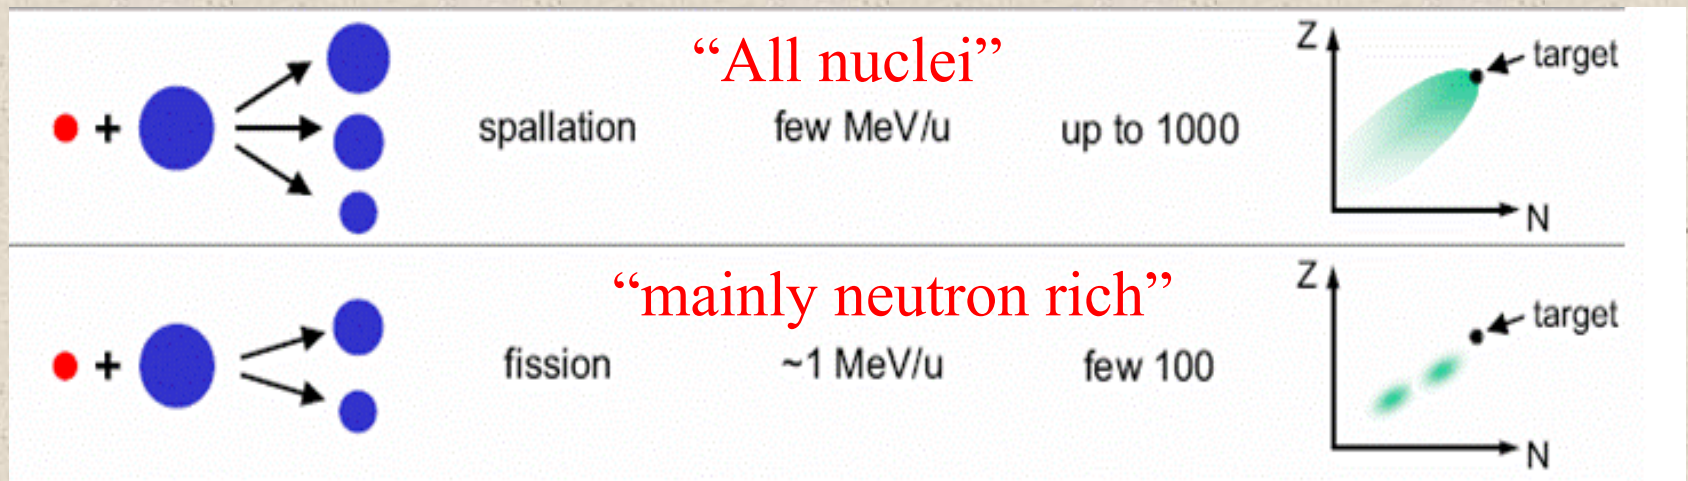 “All nuclei”
Z
target
+
spallation
few MeV/u
up to 1000
N
“mainly neutron rich”
Z
target
+
fission
~1 MeV/u
few 100
N